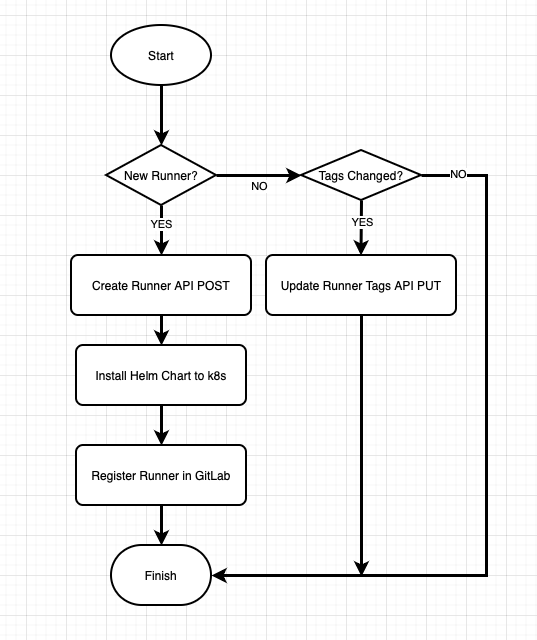 Start
New Runner?
NO
Tags Changed?
NO
YES
YES
Create Runner API POST
Update Runner Tags API PUT
Install Helm Chart to k8s
Register Runner in GitLab
Finish